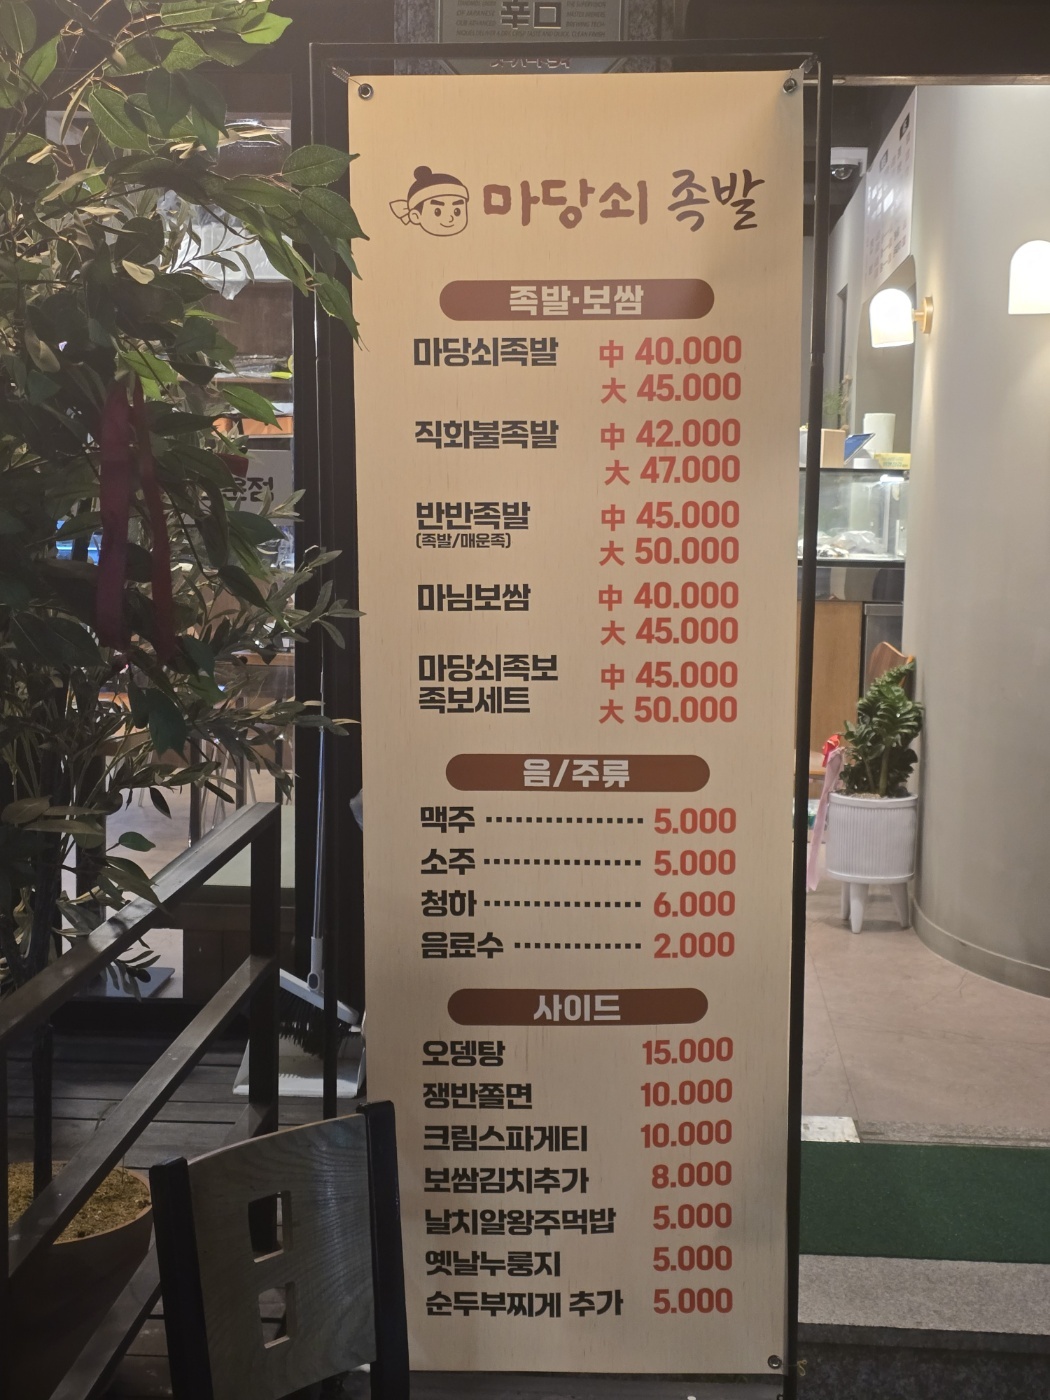 辛口
마당쇠 족발
족발·보쌈
마당쇠족발 中 40.000
大 45.000
직화불족발 中 42.000
大 47.000
반반족발 中 45.000
(족발/매운족) 大 50.000
마님보쌈 中 40.000
大 45.000
마당쇠족보 中 45.000
족보세트 大 50.000
음/주류
맥주 5.000
소주 5.000
청하 6.000
음료수 2.000
사이드
오뎅탕 15.000
쟁반쫄면 10.000
크림스파게티 10.000
보쌈김치추가 8.000
날치알왕주먹밥 5.000
옛날누룽지 5.000
순두부찌게 추가 5.000